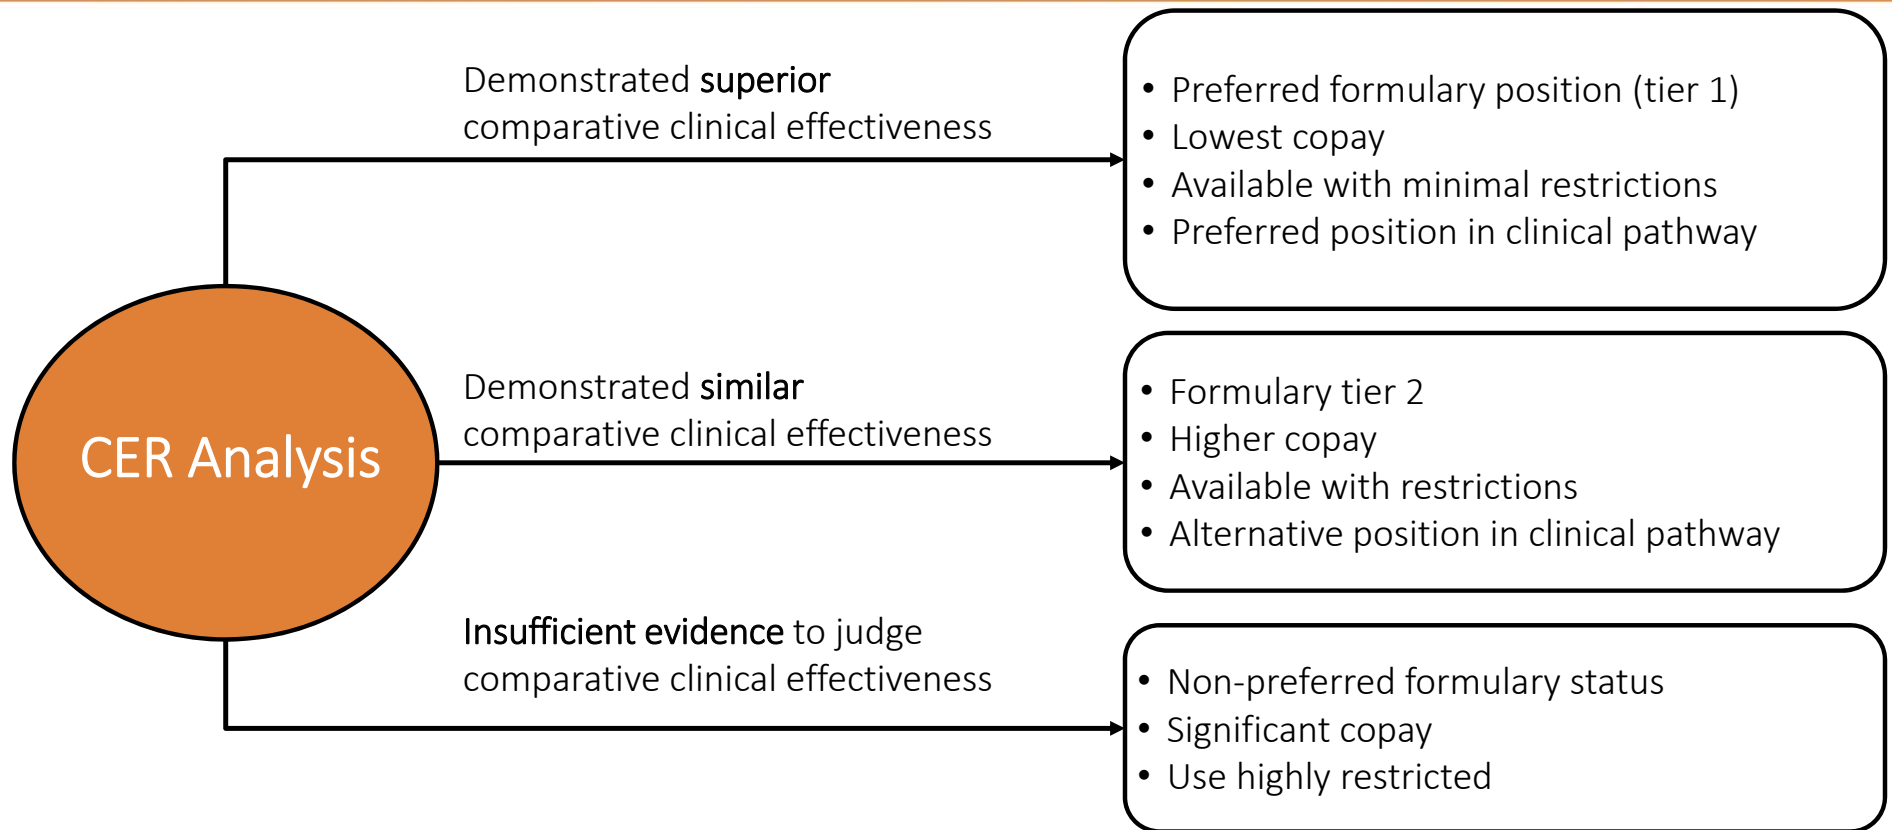 Demonstrated superior
comparative clinical effectiveness
• Preferred formulary position (tier 1)
• Lowest copay
• Available with minimal restrictions
• Preferred position in clinical pathway
CER Analysis
Demonstrated similar
comparative clinical effectiveness
• Formulary tier 2
• Higher copay
• Available with restrictions
• Alternative position in clinical pathway
Insufficient evidence to judge
comparative clinical effectiveness
• Non-preferred formulary status
• Significant copay
• Use highly restricted